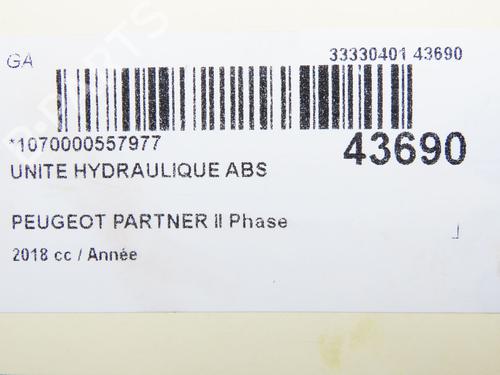 GA 33330401 43690
*1070000557977 43690
UNITE HYDRAULIQUE ABS
PEUGEOT PARTNER II Phase
2018 cc / Année